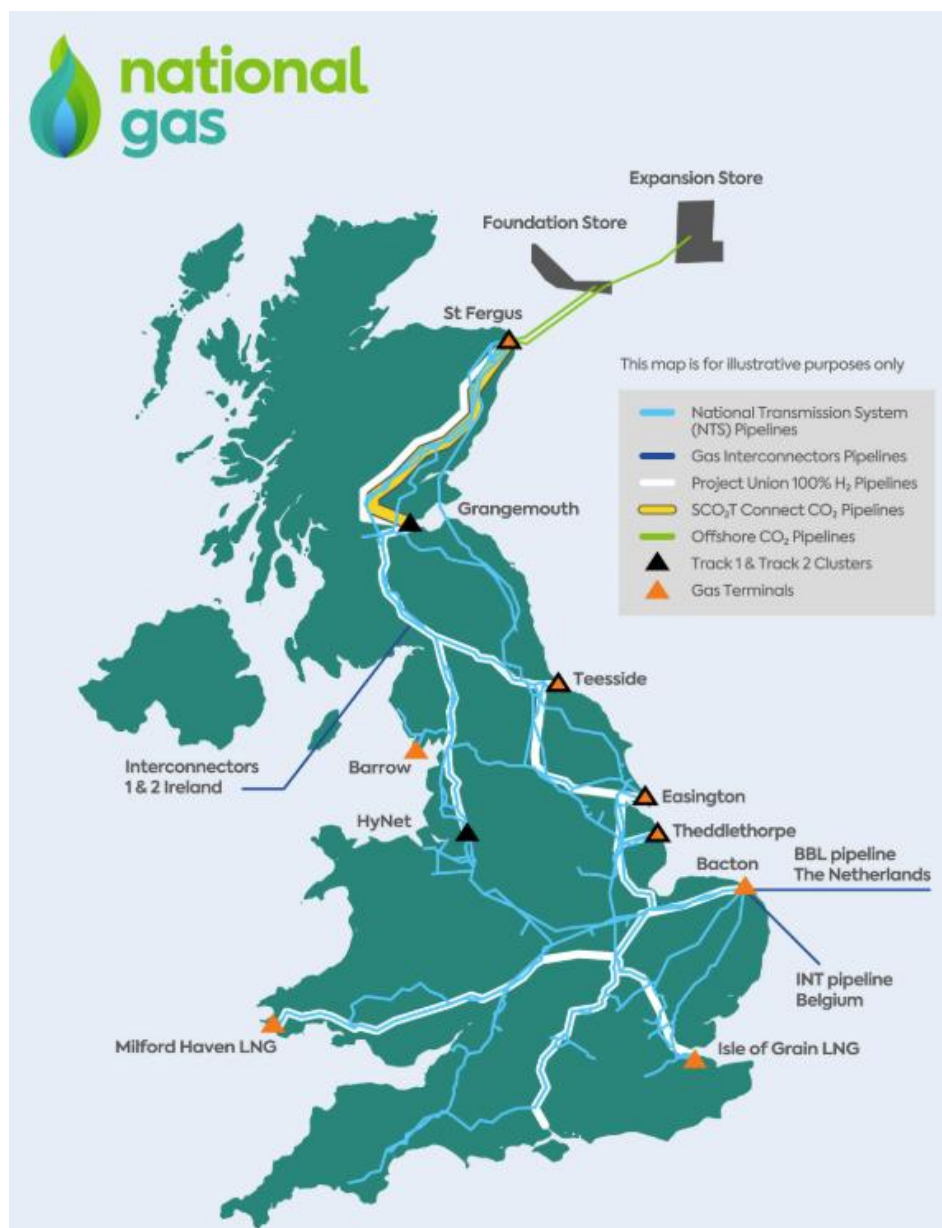 national
gas
Expansion Store
Foundation Store
St Fergus
This map is for illustrative purposes only
National Transmission System
(NTS) Pipelines
Gas Interconnectors Pipelines
Project Union 100% H₂ Pipelines
SCO₂T Connect CO₂ Pipelines
Offshore CO₂ Pipelines
Track 1 & Track 2 Clusters
Gas Terminals
Grangemouth
Teesside
Interconnectors
1 & 2 Ireland
Barrow
Easington
HyNet
Theddlethorpe
Bacton
BBL pipeline
The Netherlands
INT pipeline
Belgium
Milford Haven LNG
Isle of Grain LNG